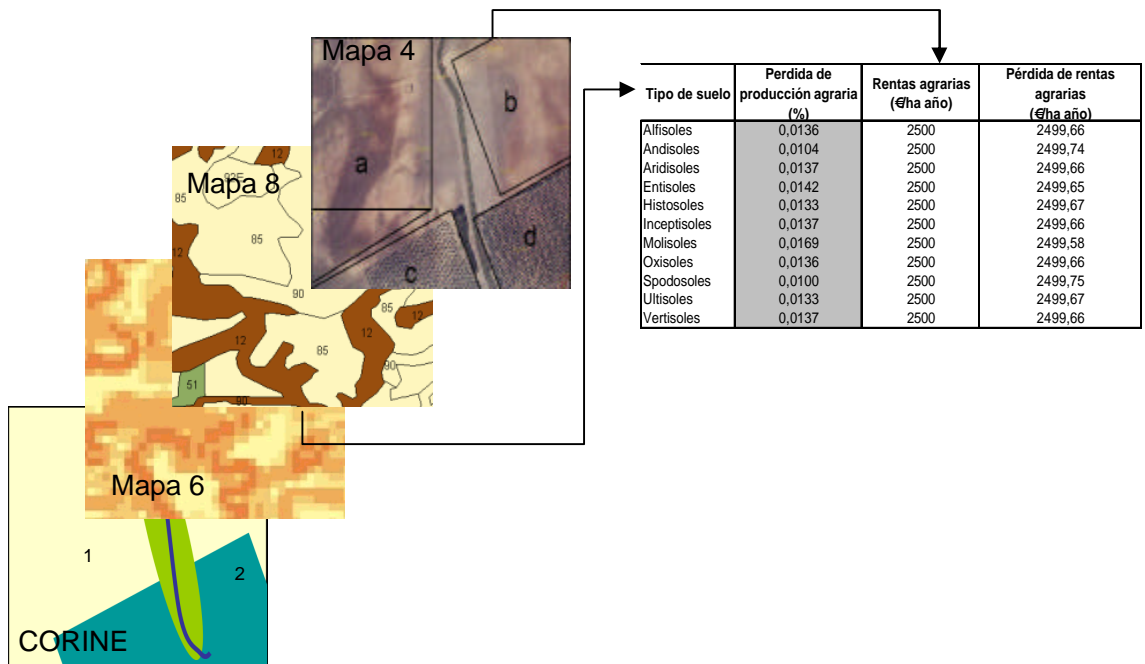 Mapa 4
a
b
c
d
Mapa 8
12
93E
85
85
12
90
12
85
85
12
12
90
51
90
Mapa 6
1
2
CORINE
Tipo de suelo Perdida de producción agraria (%) Rentas agrarias (€/ha año) Pérdida de rentas agrarias (€/ha año)
Alfisoles 0,0136 2500 2499,66
Andisoles 0,0104 2500 2499,74
Aridisoles 0,0137 2500 2499,66
Entisoles 0,0142 2500 2499,65
Histosoles 0,0133 2500 2499,67
Inceptisoles 0,0137 2500 2499,66
Molisoles 0,0169 2500 2499,58
Oxisoles 0,0136 2500 2499,66
Spodosoles 0,0100 2500 2499,75
Ultisoles 0,0133 2500 2499,67
Vertisoles 0,0137 2500 2499,66